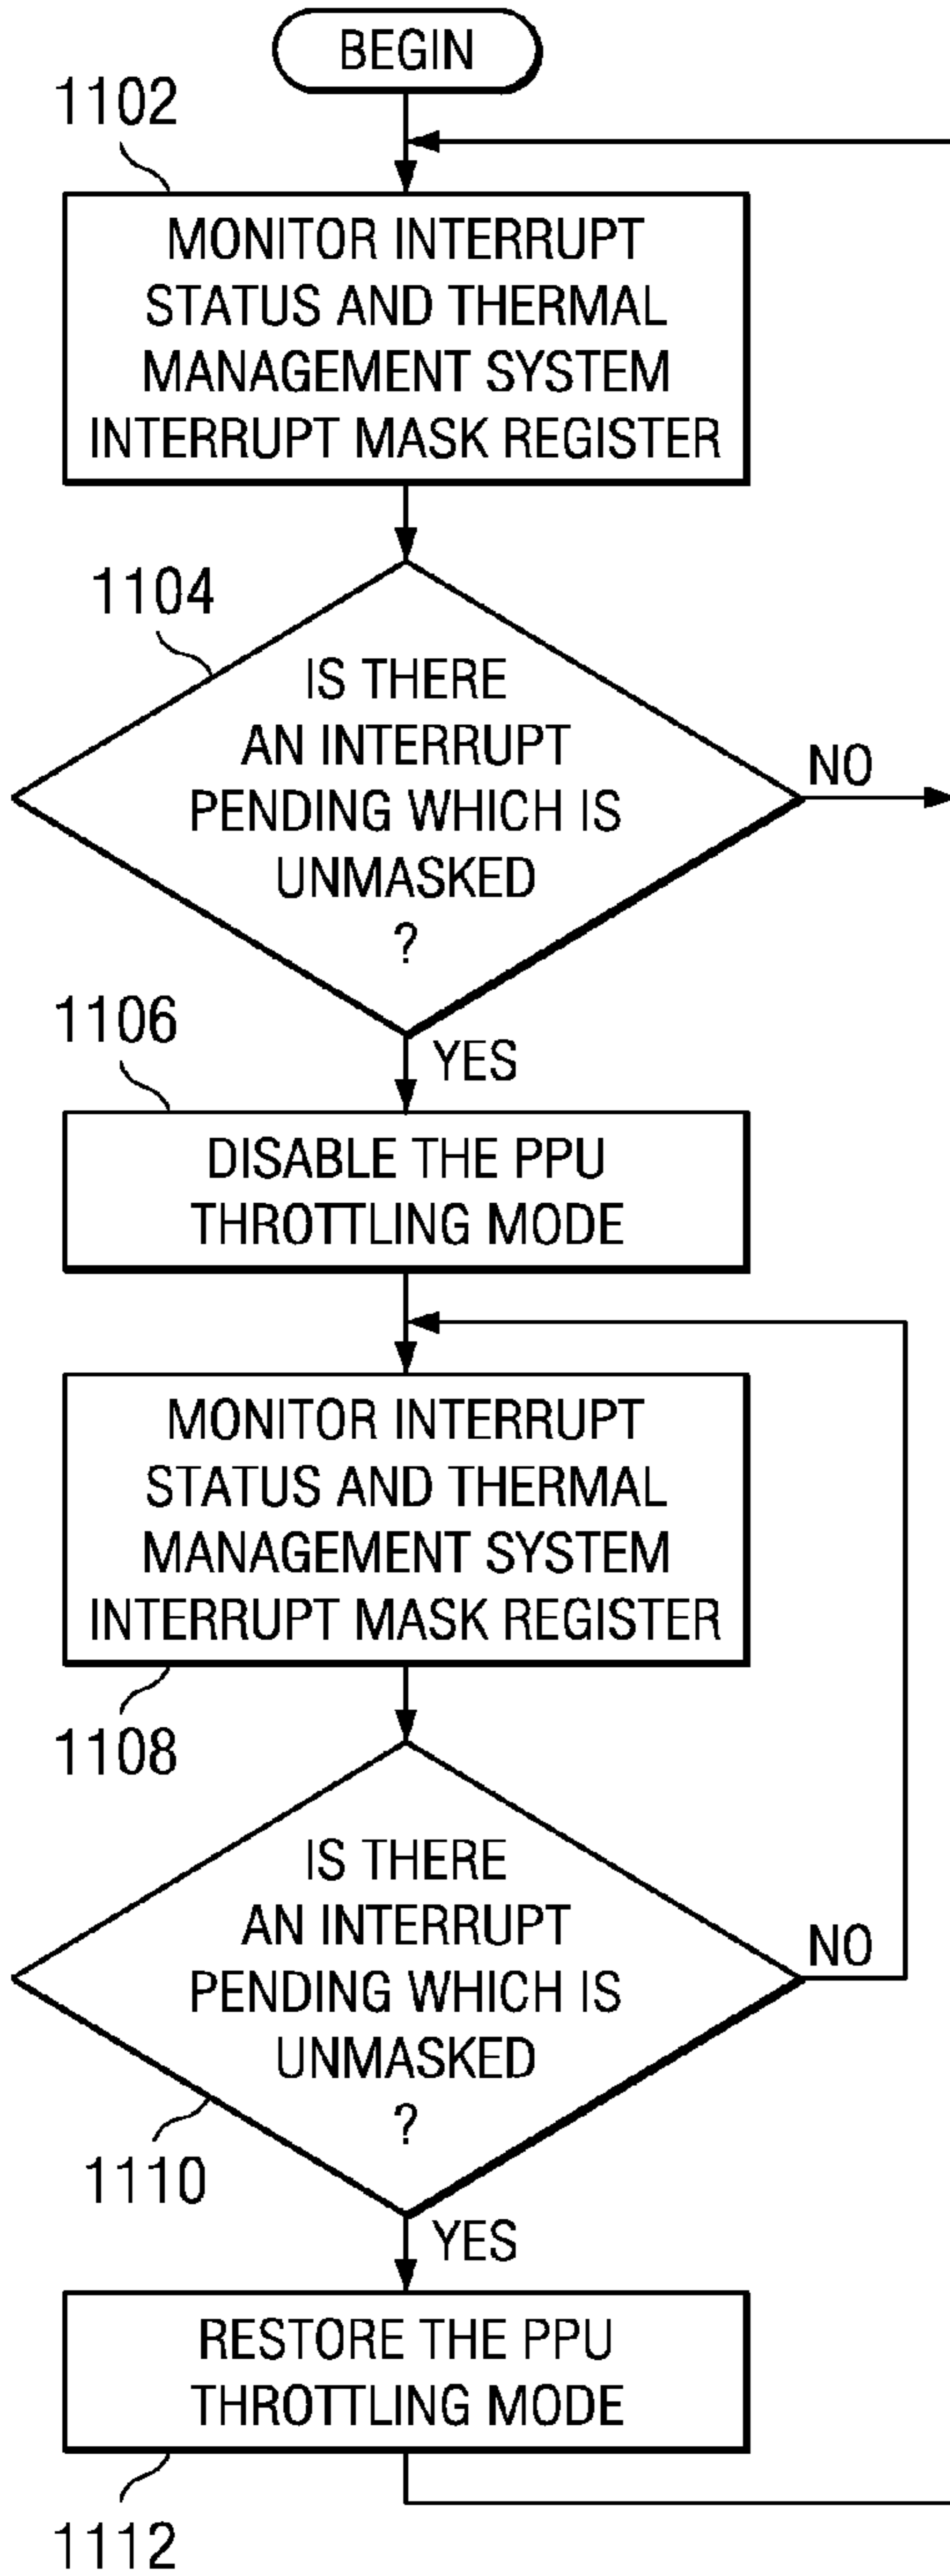 BEGIN
1102
MONITOR INTERRUPT
STATUS AND THERMAL
MANAGEMENT SYSTEM
INTERRUPT MASK REGISTER
1104
IS THERE
AN INTERRUPT
PENDING WHICH IS
UNMASKED
?
NO
YES
1106
DISABLE THE PPU
THROTTLING MODE
MONITOR INTERRUPT
STATUS AND THERMAL
MANAGEMENT SYSTEM
INTERRUPT MASK REGISTER
1108
IS THERE
AN INTERRUPT
PENDING WHICH IS
UNMASKED
?
NO
1110
YES
RESTORE THE PPU
THROTTLING MODE
1112